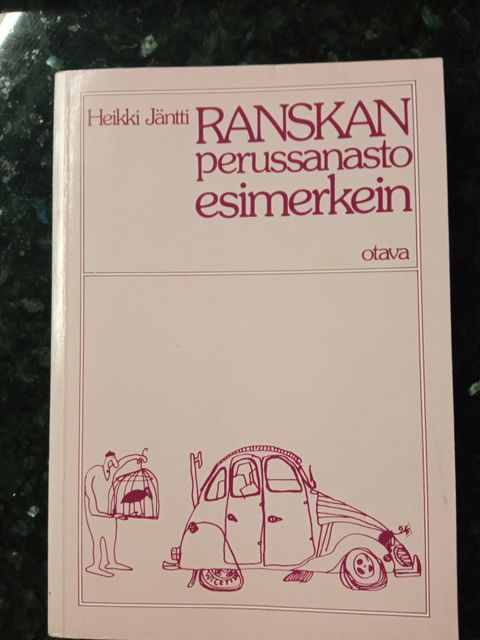 Heikki Jäntti RANSKAN
perussanasto
esimerkein
otava